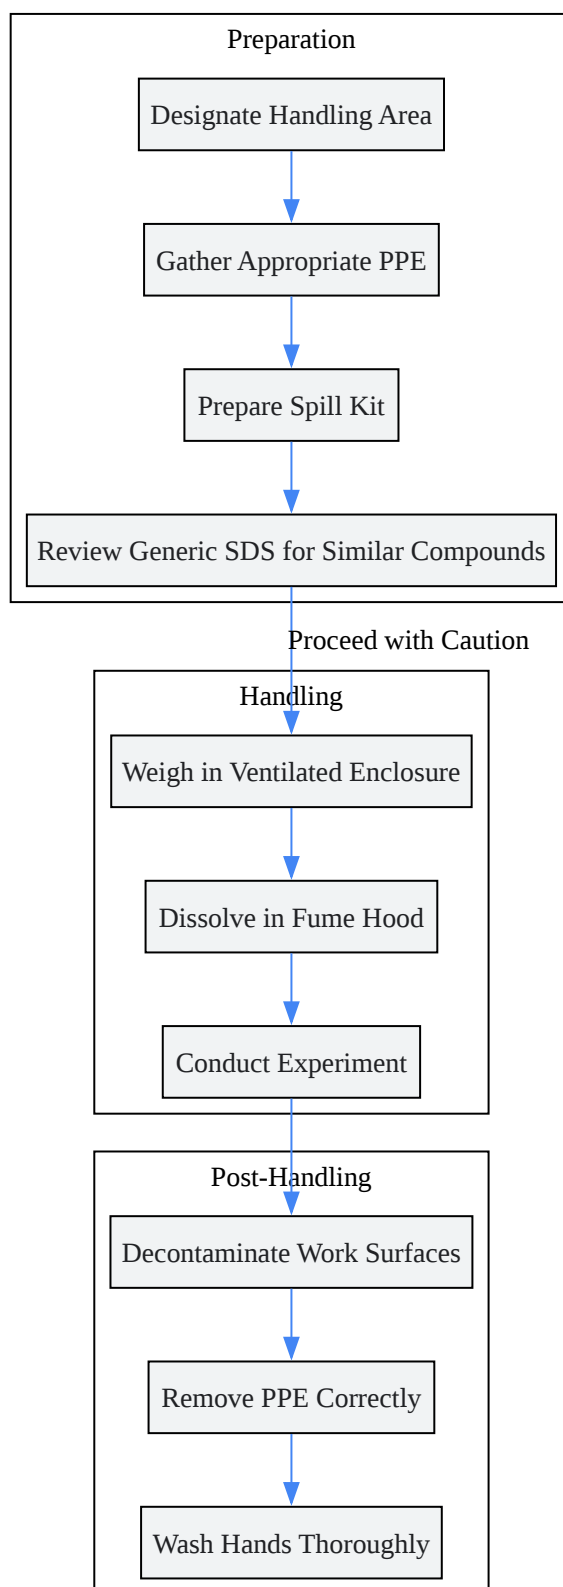 Preparation
Designate Handling Area
Gather Appropriate PPE
Prepare Spill Kit
Review Generic SDS for Similar Compounds
Proceed with Caution
Handling
Weigh in Ventilated Enclosure
Dissolve in Fume Hood
Conduct Experiment
Post-Handling
Decontaminate Work Surfaces
Remove PPE Correctly
Wash Hands Thoroughly